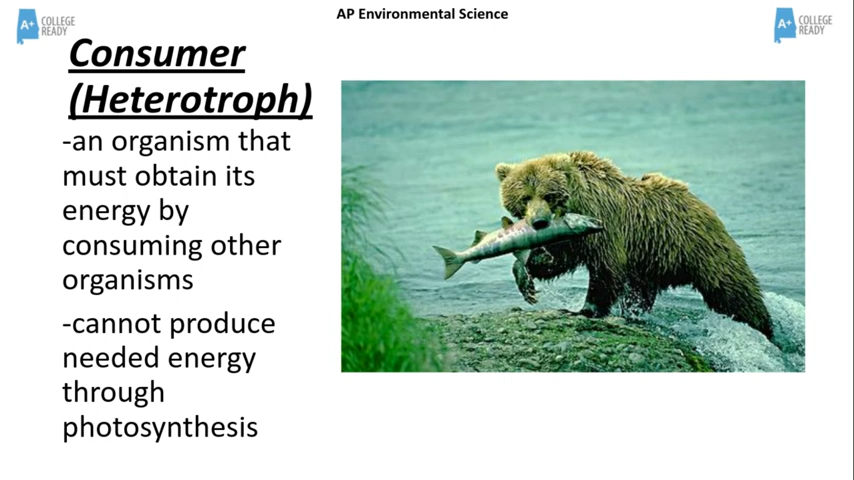 AP Environmental Science
A+ COLLEGE
READY
A+ COLLEGE
READY
Consumer
(Heterotroph)
-an organism that
must obtain its
energy by
consuming other
organisms
-cannot produce
needed energy
through
photosynthesis